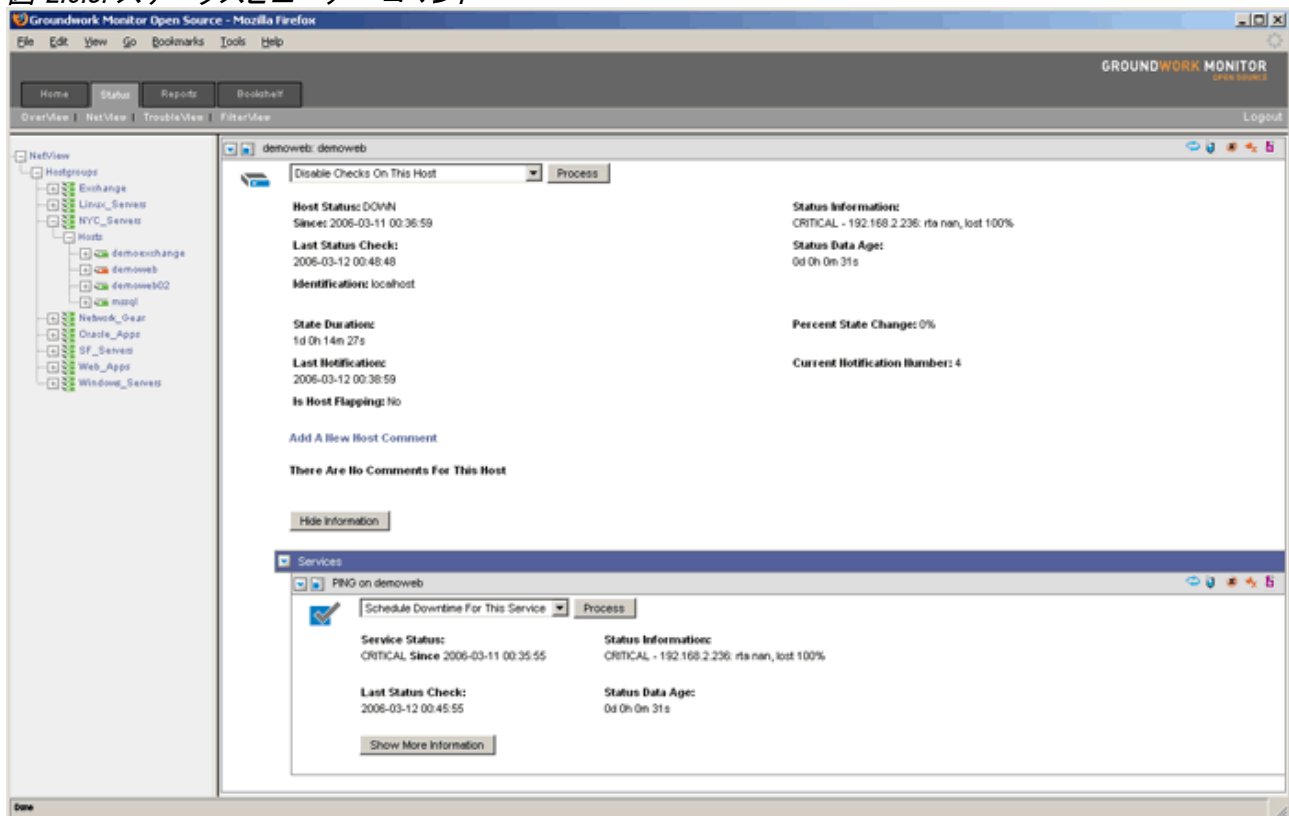 Groundwork Monitor Open Source - Mozilla Firefox
File Edit View Go Bookmarks Tools Help
GROUNDWORK MONITOR
OPEN SOURCE
Home Status Reports Bookshelf
OverView | NetView | TroubleView | FilterView
Logout
NetView
Hostgroups
Exchange
Linux_Servers
NYC_Servers
Hosts
demoexchange
demoweb
demoweb02
mssql
Network_Gear
Oracle_Apps
SF_Servers
Web_Apps
Windows_Servers
demoweb: demoweb
Disable Checks On This Host Process
Host Status: DOWN
Since: 2006-03-11 00:36:59
Status Information:
CRITICAL - 192.168.2.236: rta nan, lost 100%
Last Status Check:
2006-03-12 00:48:48
Status Data Age:
0d 0h 0m 31s
Identification: localhost
State Duration:
1d 0h 14m 27s
Percent State Change: 0%
Last Notification:
2006-03-12 00:38:59
Current Notification Number: 4
Is Host Flapping: No
Add A New Host Comment
There Are No Comments For This Host
Hide Information
Services
PING on demoweb
Schedule Downtime For This Service Process
Service Status:
CRITICAL Since 2006-03-11 00:35:55
Status Information:
CRITICAL - 192.168.2.236: rta nan, lost 100%
Last Status Check:
2006-03-12 00:45:55
Status Data Age:
0d 0h 0m 31s
Show More Information
Done